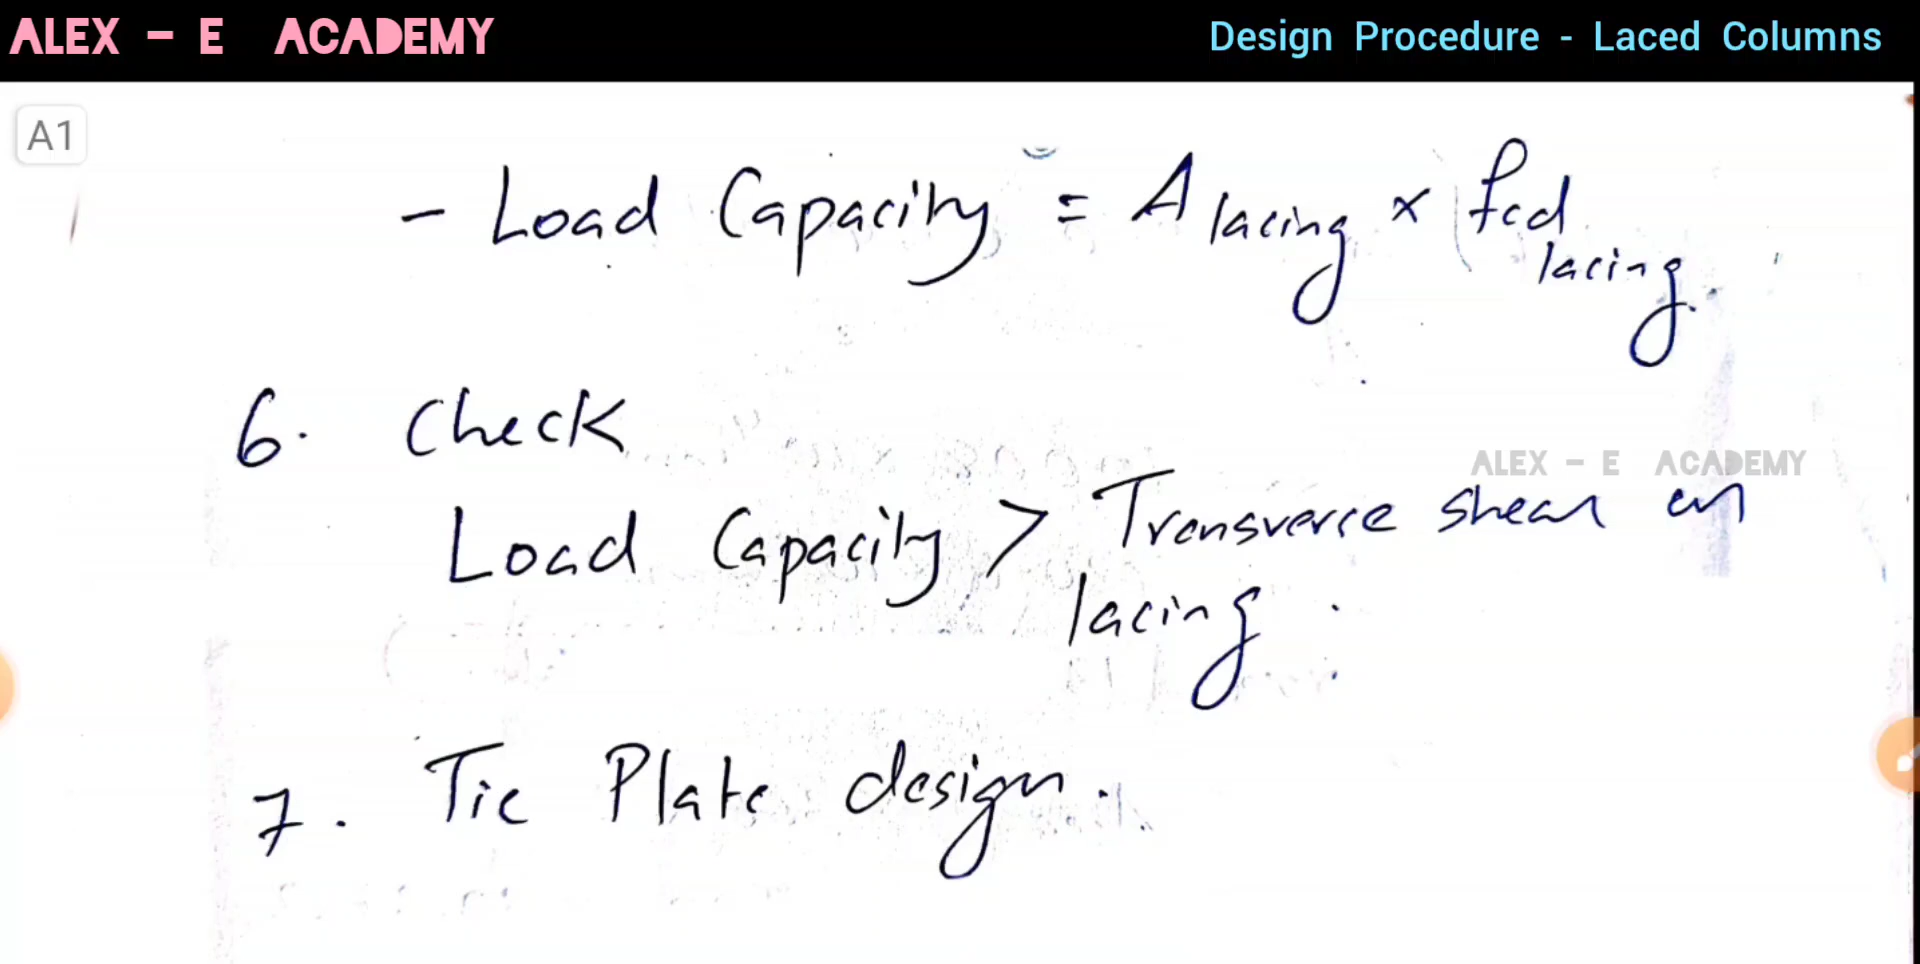 ALEX - E ACADEMY
Design Procedure - Laced Columns
A1
- Load Capacity = A lacing × fcd lacing.
6. Check
Load Capacity > Transverse shear on
lacing.
7. Tie Plate design.
ALEX - E ACADEMY